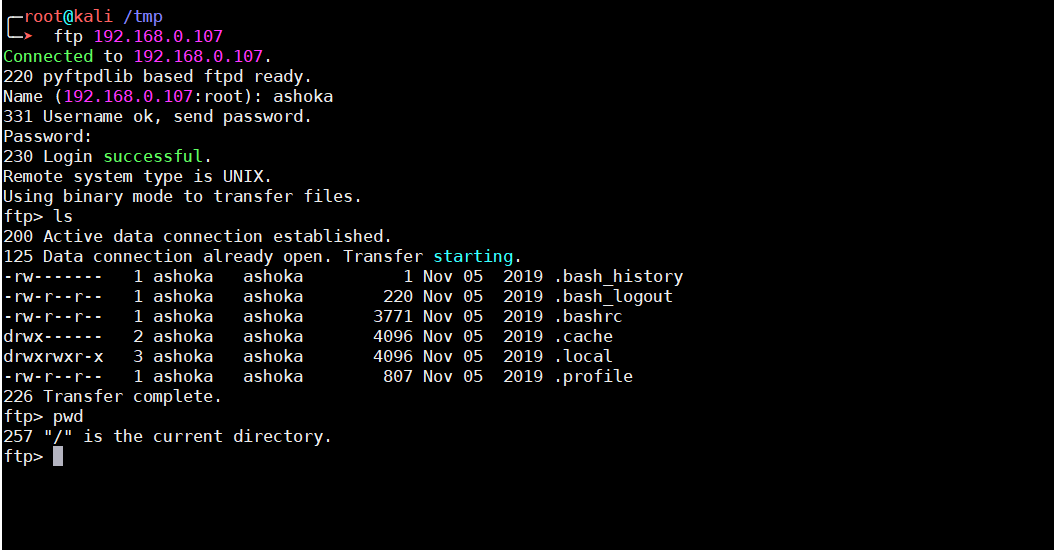 ╭─root@kali /tmp
╰─➤  ftp 192.168.0.107
Connected to 192.168.0.107.
220 pyftpdlib based ftpd ready.
Name (192.168.0.107:root): ashoka
331 Username ok, send password.
Password:
230 Login successful.
Remote system type is UNIX.
Using binary mode to transfer files.
ftp> ls
200 Active data connection established.
125 Data connection already open. Transfer starting.
-rw-------   1 ashoka   ashoka          1 Nov 05  2019 .bash_history
-rw-r--r--   1 ashoka   ashoka        220 Nov 05  2019 .bash_logout
-rw-r--r--   1 ashoka   ashoka       3771 Nov 05  2019 .bashrc
drwx------   2 ashoka   ashoka       4096 Nov 05  2019 .cache
drwxrwxr-x   3 ashoka   ashoka       4096 Nov 05  2019 .local
-rw-r--r--   1 ashoka   ashoka        807 Nov 05  2019 .profile
226 Transfer complete.
ftp> pwd
257 "/" is the current directory.
ftp>